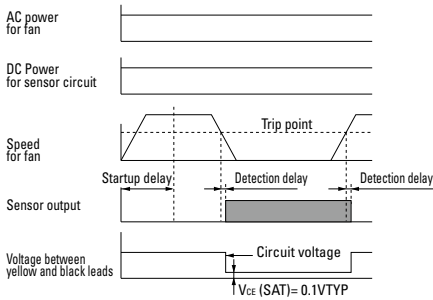 AC power
for fan
DC Power
for sensor circuit
Trip point
Speed
for fan
Startup delay
Detection delay
Detection delay
Sensor output
Circuit voltage
Voltage between
yellow and black leads
VCE (SAT)= 0.1VTYP